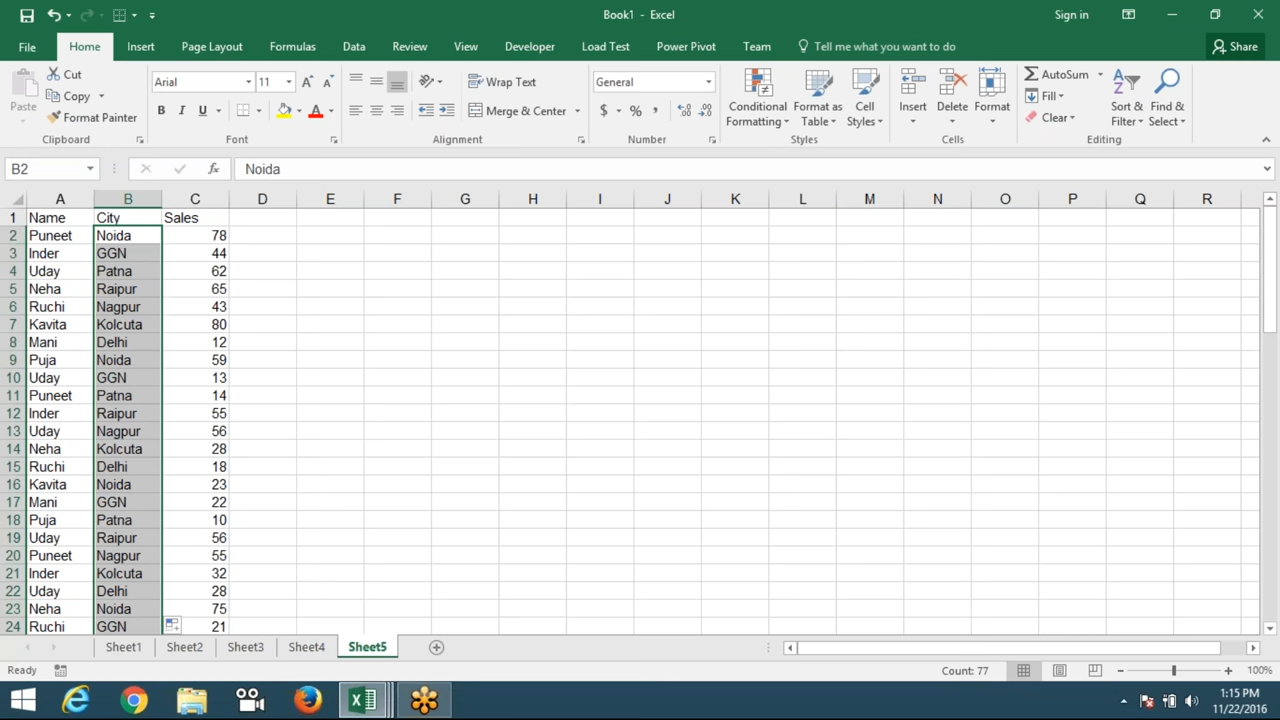 Book1 - Excel
Sign in
File Home Insert Page Layout Formulas Data Review View Developer Load Test Power Pivot Team Tell me what you want to do Share
Paste
Cut
Copy
Format Painter
Clipboard
Arial 11 A A
B I U A
Font
Wrap Text
Merge & Center
Alignment
General
$ % ,
Number
Conditional Formatting
Format as Table
Cell Styles
Styles
Insert
Delete
Format
Cells
AutoSum
Fill
Clear
Sort & Filter
Find & Select
Editing
B2 fx Noida
A B C D E F G H I J K L M N O P Q R
1 Name City Sales
2 Puneet Noida 78
3 Inder GGN 44
4 Uday Patna 62
5 Neha Raipur 65
6 Ruchi Nagpur 43
7 Kavita Kolcuta 80
8 Mani Delhi 12
9 Puja Noida 59
10 Uday GGN 13
11 Puneet Patna 14
12 Inder Raipur 55
13 Uday Nagpur 56
14 Neha Kolcuta 28
15 Ruchi Delhi 18
16 Kavita Noida 23
17 Mani GGN 22
18 Puja Patna 10
19 Uday Raipur 56
20 Puneet Nagpur 55
21 Inder Kolcuta 32
22 Uday Delhi 28
23 Neha Noida 75
24 Ruchi GGN 21
Sheet1 Sheet2 Sheet3 Sheet4 Sheet5
Ready Count: 77 100%
1:15 PM
11/22/2016